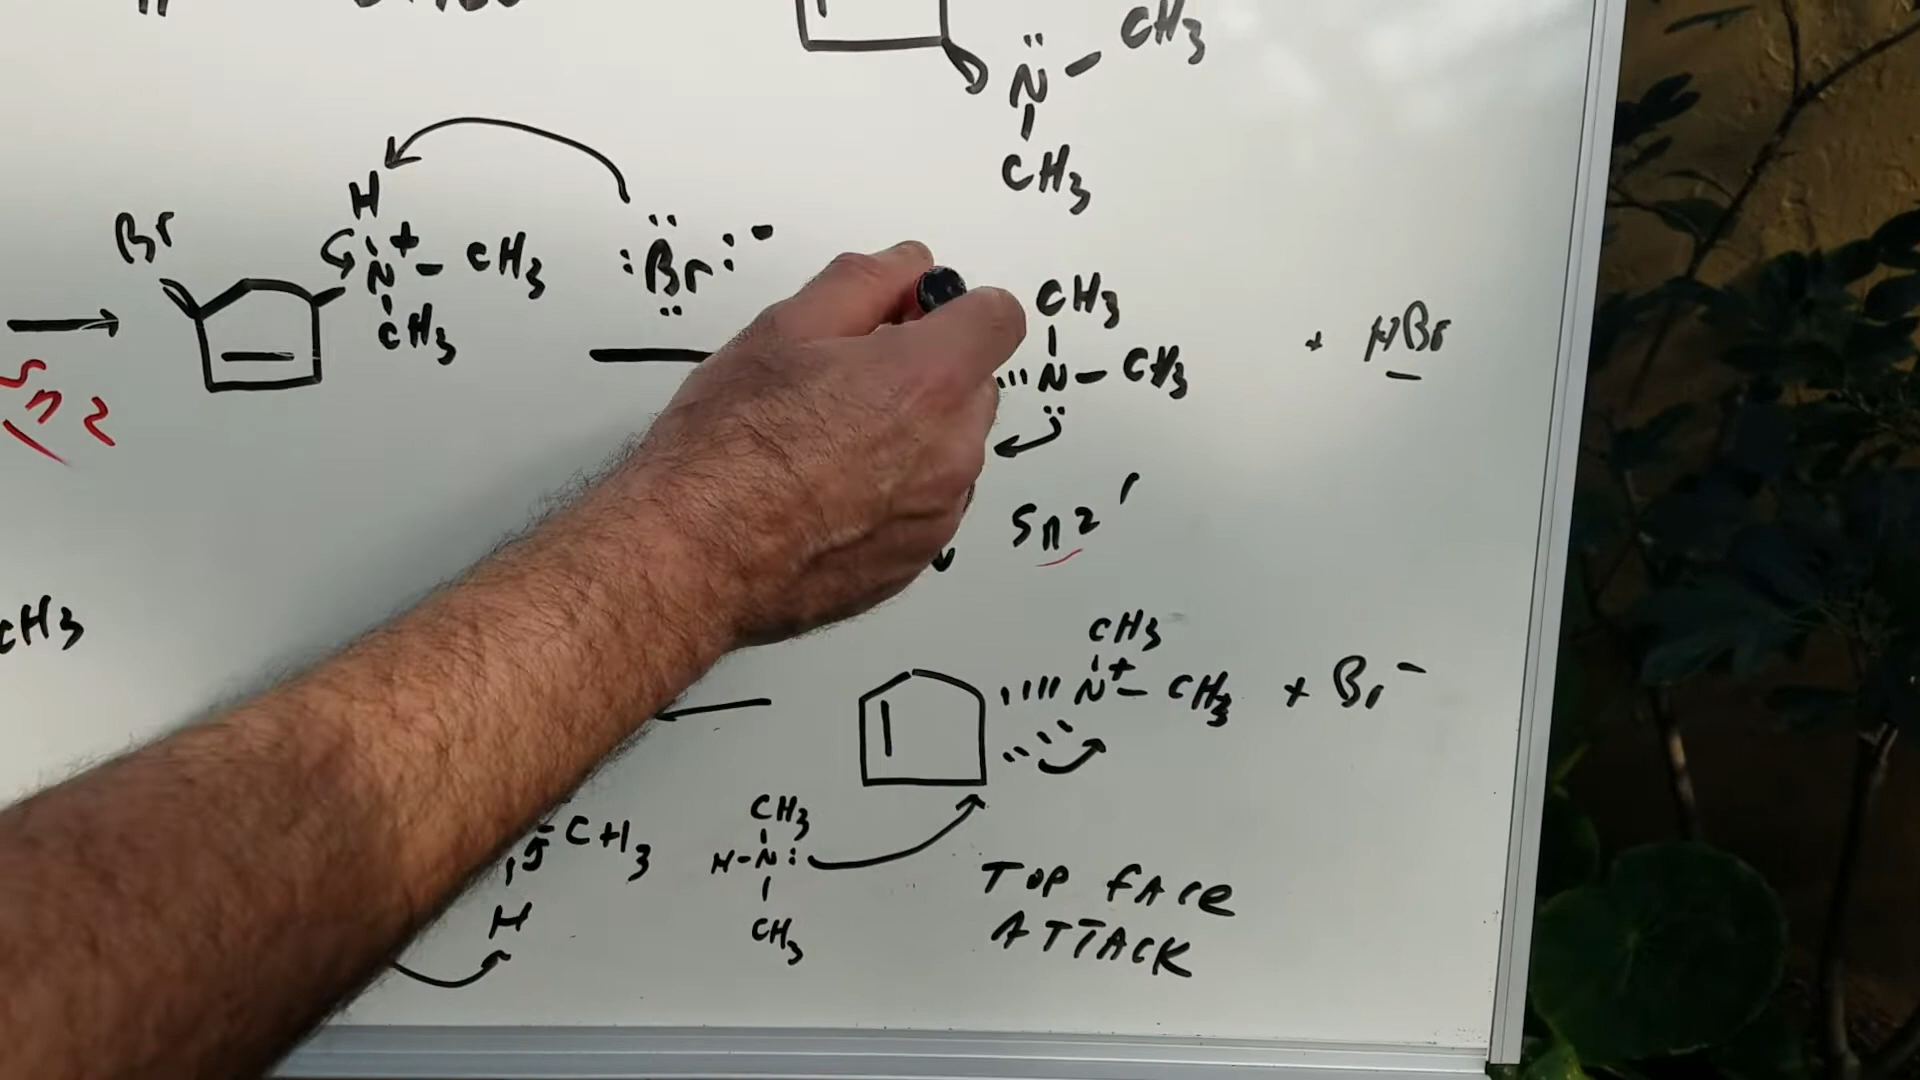 CH3
N
CH3
H
Br
N+ - CH3
CH3
:Br: -
Sn2
CH3
N - CH3
+ HBr
Sn2'
CH3
CH3
N+ - CH3 + Br -
CH3
H-N:
CH3
CH3
H
TOP FACE
ATTACK